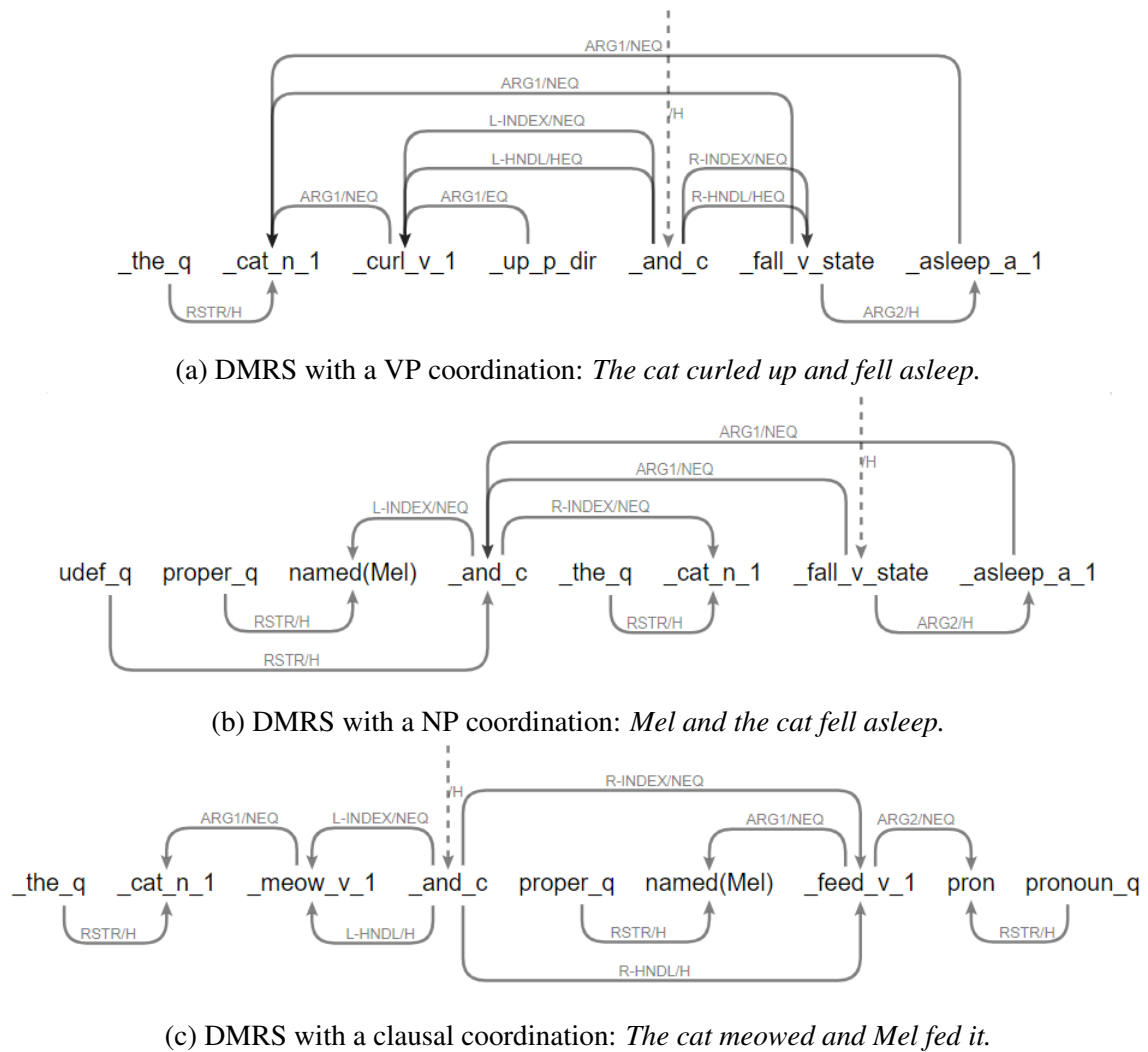 ARG1/NEQ
ARG1/NEQ
L-INDEX/NEQ /H
L-HNDL/HEQ R-INDEX/NEQ
ARG1/NEQ ARG1/EQ R-HNDL/HEQ
_the_q _cat_n_1 _curl_v_1 _up_p_dir _and_c _fall_v_state _asleep_a_1
RSTR/H ARG2/H
(a) DMRS with a VP coordination: The cat curled up and fell asleep.
ARG1/NEQ
ARG1/NEQ /H
L-INDEX/NEQ R-INDEX/NEQ
udef_q proper_q named(Mel) _and_c _the_q _cat_n_1 _fall_v_state _asleep_a_1
RSTR/H RSTR/H ARG2/H
RSTR/H
(b) DMRS with a NP coordination: Mel and the cat fell asleep.
R-INDEX/NEQ
/H
ARG1/NEQ L-INDEX/NEQ ARG1/NEQ ARG2/NEQ
_the_q _cat_n_1 _meow_v_1 _and_c proper_q named(Mel) _feed_v_1 pron pronoun_q
RSTR/H L-HNDL/H RSTR/H RSTR/H
R-HNDL/H
(c) DMRS with a clausal coordination: The cat meowed and Mel fed it.